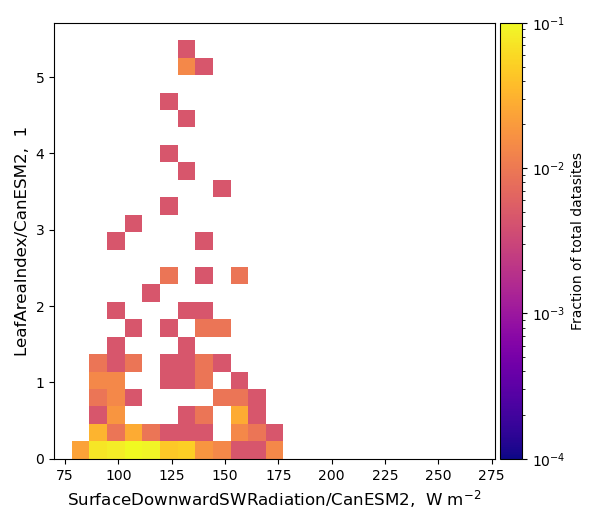 5
4
3
2
1
0
LeafAreaIndex/CanESM2, 1
75 100 125 150 175 200 225 250 275
SurfaceDownwardSWRadiation/CanESM2, W m⁻²
10⁻¹
10⁻²
10⁻³
10⁻⁴
Fraction of total datasites